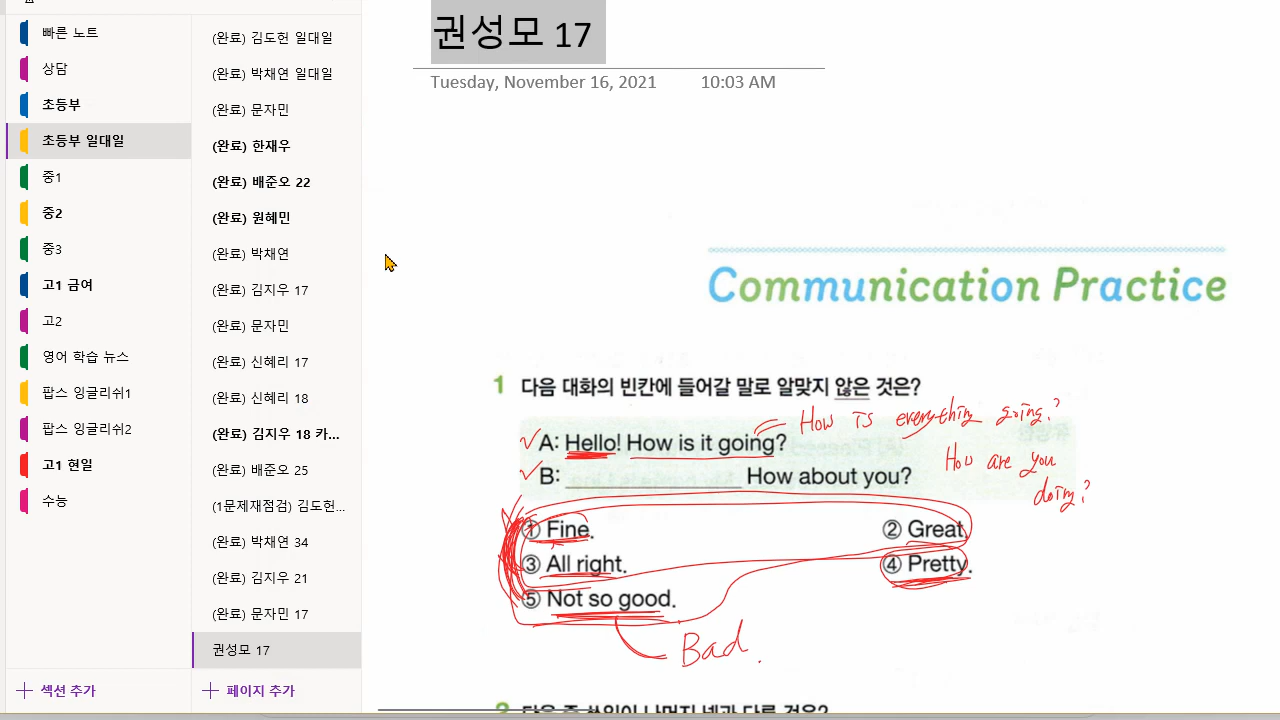 빠른 노트
상담
초등부
초등부 일대일
중1
중2
중3
고1 금여
고2
영어 학습 뉴스
팝스 잉글리쉬1
팝스 잉글리쉬2
고1 현일
수능
섹션 추가
(완료) 김도헌 일대일
(완료) 박채연 일대일
(완료) 문자민
(완료) 한재우
(완료) 배준오 22
(완료) 원혜민
(완료) 박채연
(완료) 김지우 17
(완료) 문자민
(완료) 신혜리 17
(완료) 신혜리 18
(완료) 김지우 18 카...
(완료) 배준오 25
(1문제재점검) 김도헌...
(완료) 박채연 34
(완료) 김지우 21
(완료) 문자민 17
권성모 17
페이지 추가
권성모 17
Tuesday, November 16, 2021 10:03 AM
Communication Practice
1 다음 대화의 빈칸에 들어갈 말로 알맞지 않은 것은?
How is everything going?
A: Hello! How is it going?
How are you
doing?
B: ____________ How about you?
① Fine. ② Great.
③ All right. ④ Pretty.
⑤ Not so good.
Bad.